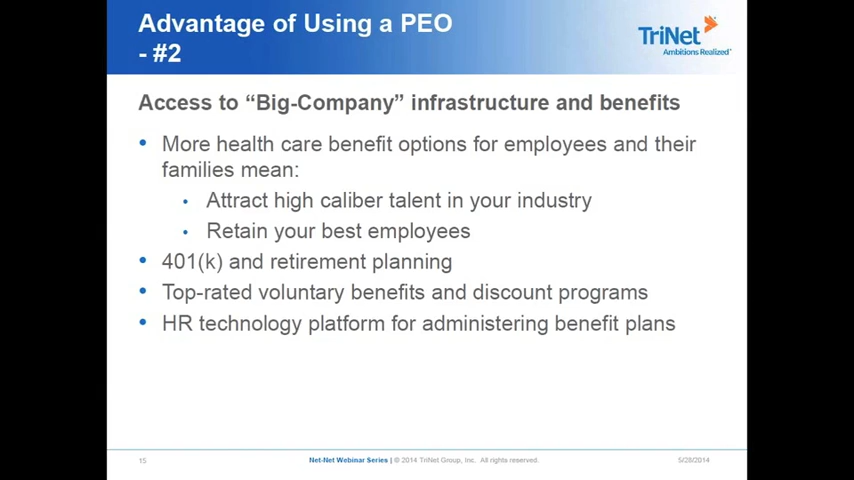 Advantage of Using a PEO
- #2
TriNet
Ambitions Realized
Access to “Big-Company” infrastructure and benefits
• More health care benefit options for employees and their
families mean:
• Attract high caliber talent in your industry
• Retain your best employees
• 401(k) and retirement planning
• Top-rated voluntary benefits and discount programs
• HR technology platform for administering benefit plans
15 Net-Net Webinar Series | © 2014 TriNet Group, Inc. All rights reserved. 5/28/2014